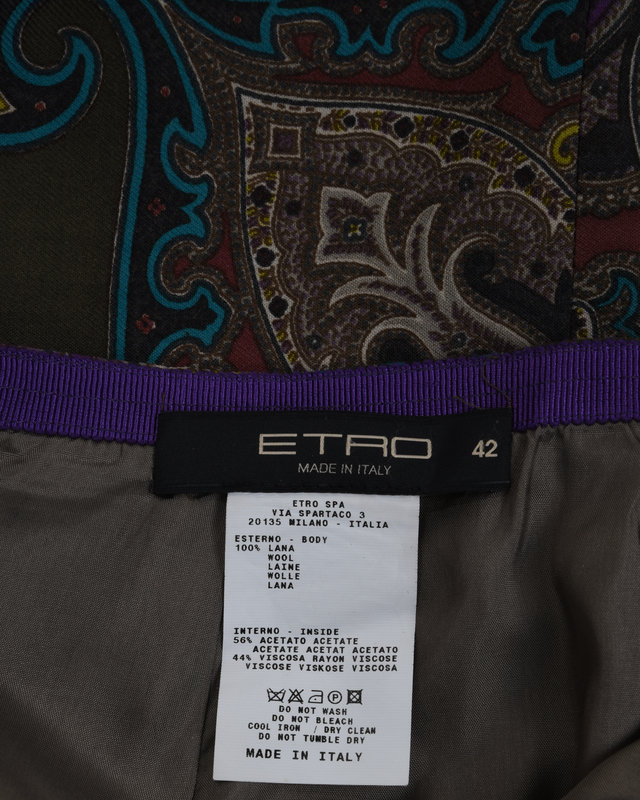 ETRO 42
MADE IN ITALY
ETRO SPA
VIA SPARTACO 3
20135 MILANO - ITALIA
ESTERNO - BODY
100% LANA
WOOL
LAINE
WOLLE
LANA
INTERNO - INSIDE
56% ACETATO ACETATE
ACETATE ACETAT ACETATO
44% VISCOSA RAYON VISCOSE
VISCOSE VISKOSE VISCOSA
DO NOT WASH
DO NOT BLEACH
COOL IRON / DRY CLEAN
DO NOT TUMBLE DRY
MADE IN ITALY